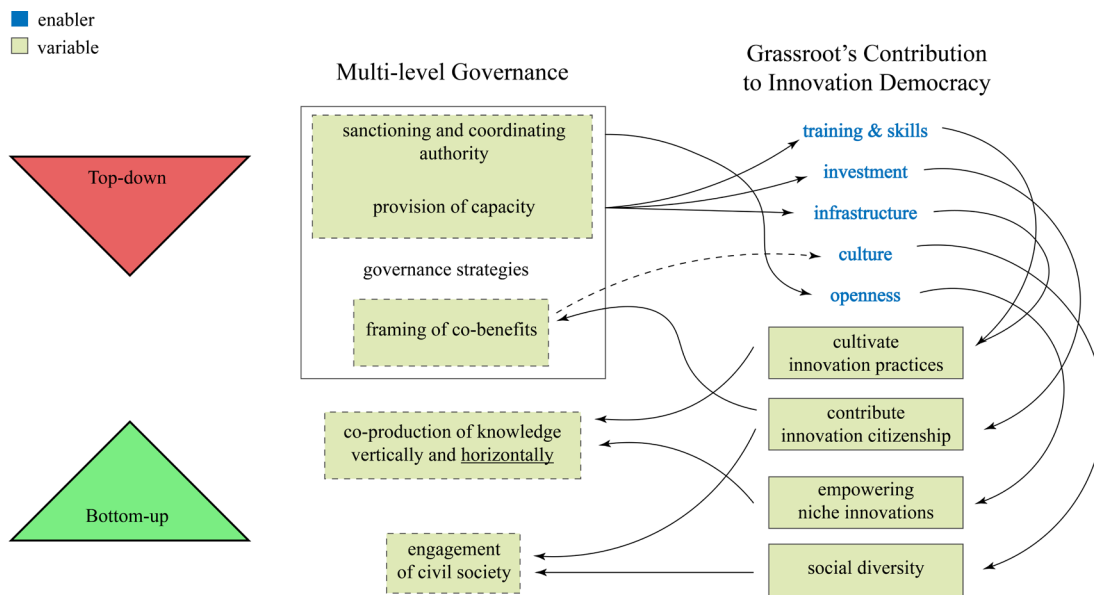 enabler
variable
Multi-level Governance
Grassroot’s Contribution
to Innovation Democracy
Top-down
sanctioning and coordinating
authority
provision of capacity
governance strategies
framing of co-benefits
training & skills
investment
infrastructure
culture
openness
cultivate
innovation practices
Bottom-up
co-production of knowledge
vertically and horizontally
engagement
of civil society
contribute
innovation citizenship
empowering
niche innovations
social diversity